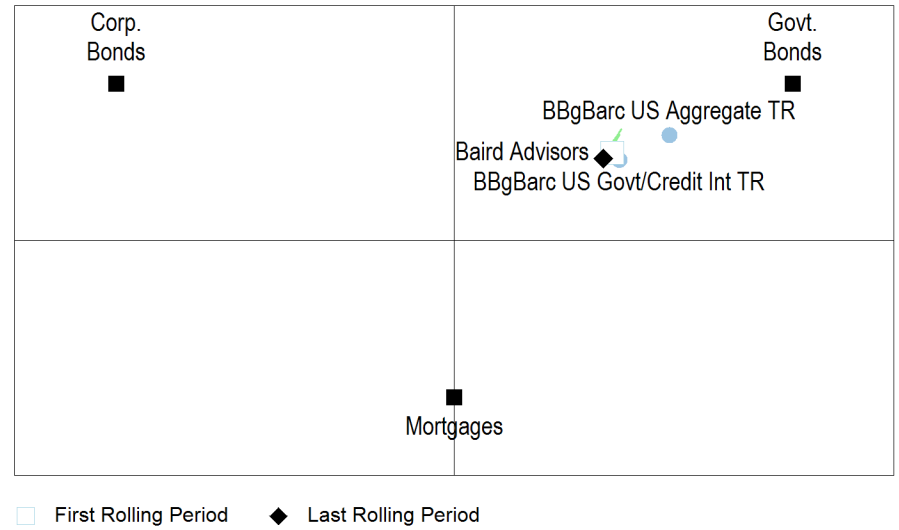 Corp.
Bonds
Govt.
Bonds
BBgBarc US Aggregate TR
Baird Advisors
BBgBarc US Govt/Credit Int TR
Mortgages
First Rolling Period
Last Rolling Period